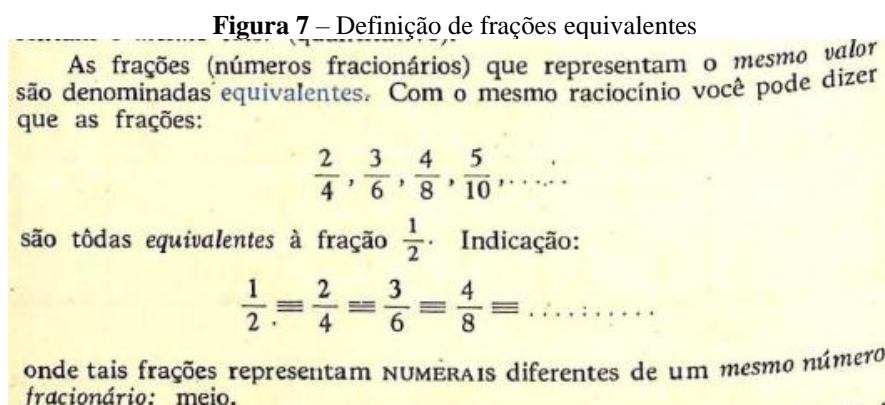 Figura 7 – Definição de frações equivalentes
As frações (números fracionários) que representam o mesmo valor
são denominadas equivalentes. Com o mesmo raciocínio você pode dizer
que as frações:
2/4, 3/6, 4/8, 5/10, ......
são tôdas equivalentes à fração 1/2. Indicação:
1/2 ≡ 2/4 ≡ 3/6 ≡ 4/8 ≡ ..........
onde tais frações representam NUMERAIS diferentes de um mesmo número
fracionário: meio.